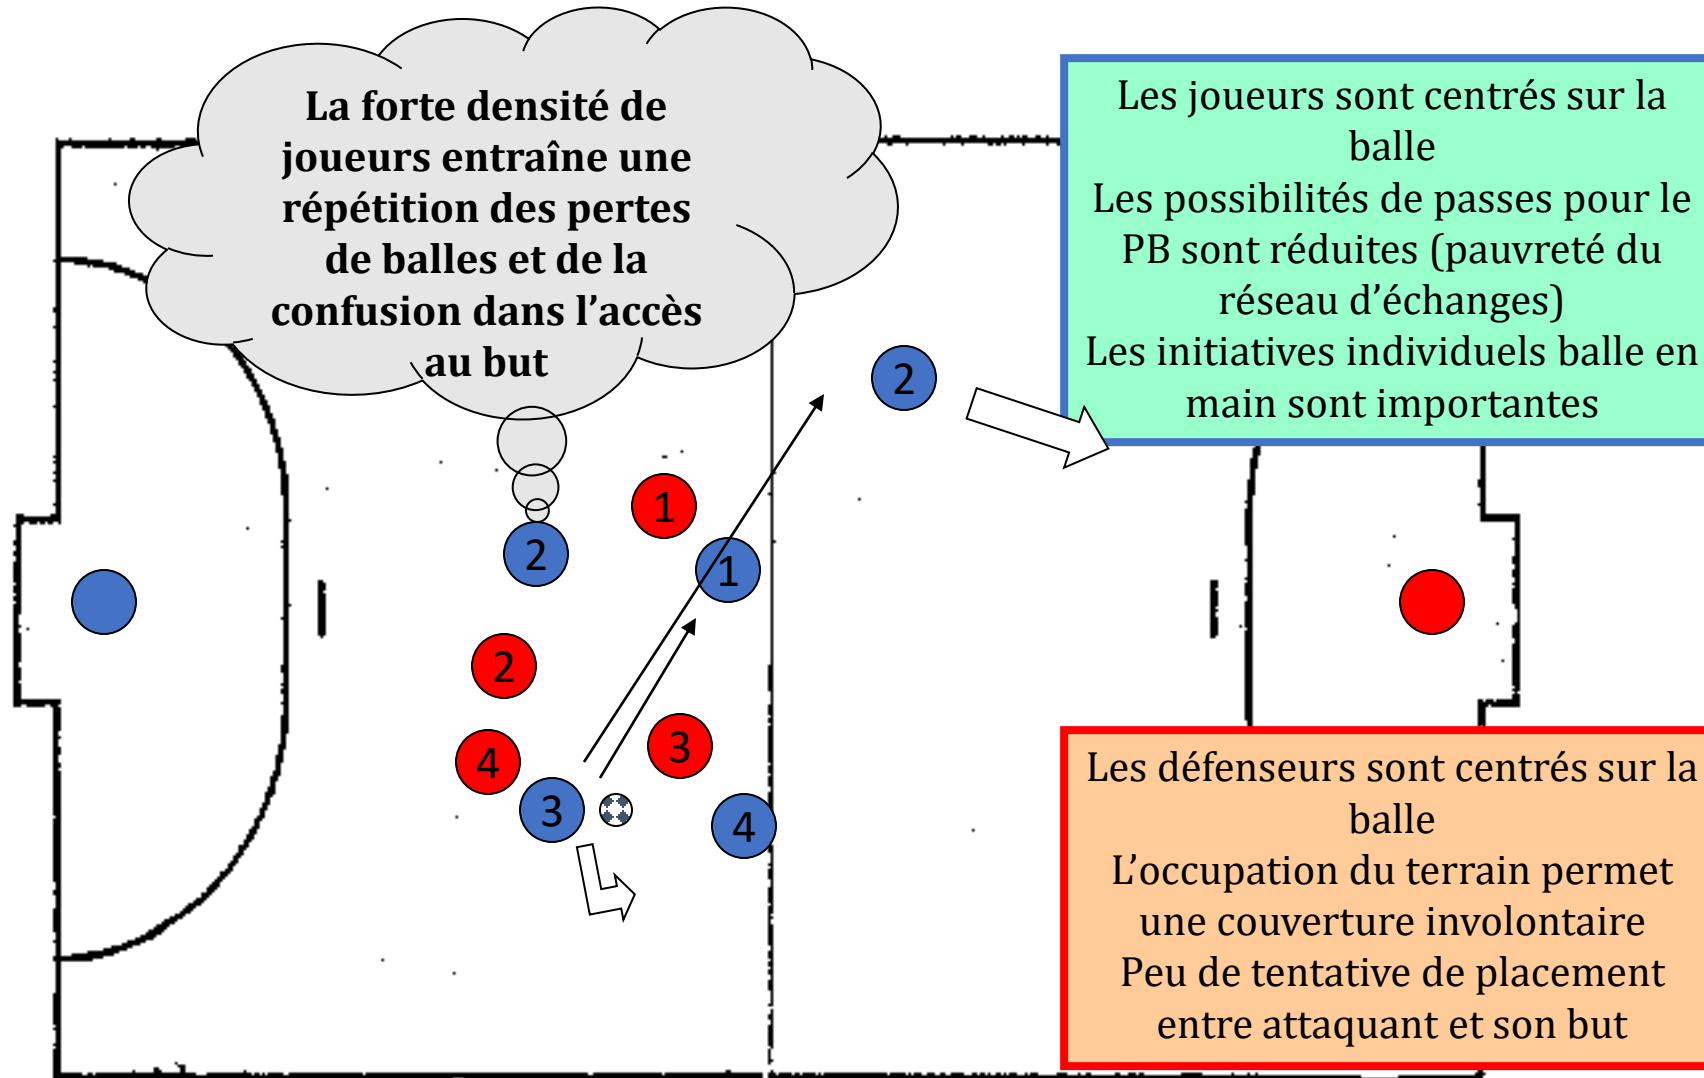 La forte densité de
joueurs entraîne une
répétition des pertes
de balles et de la
confusion dans l’accès
au but
Les joueurs sont centrés sur la
balle
Les possibilités de passes pour le
PB sont réduites (pauvreté du
réseau d’échanges)
Les initiatives individuels balle en
main sont importantes
2
1
2
1
2
3
4
3
4
Les défenseurs sont centrés sur la
balle
L’occupation du terrain permet
une couverture involontaire
Peu de tentative de placement
entre attaquant et son but